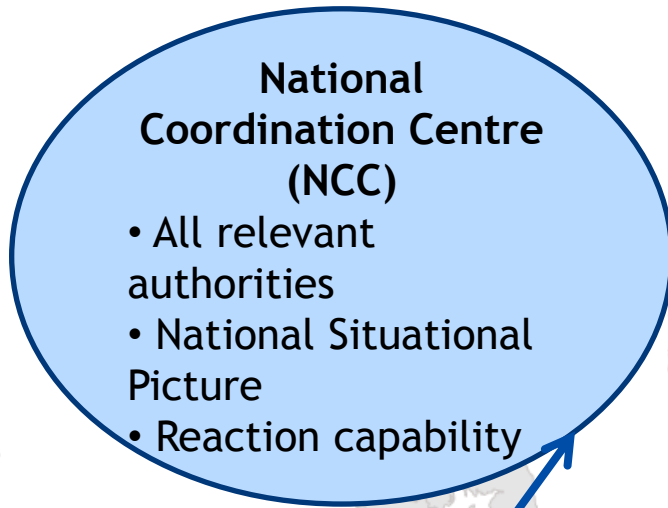 National
Coordination Centre
(NCC)
• All relevant
authorities
• National Situational
Picture
• Reaction capability